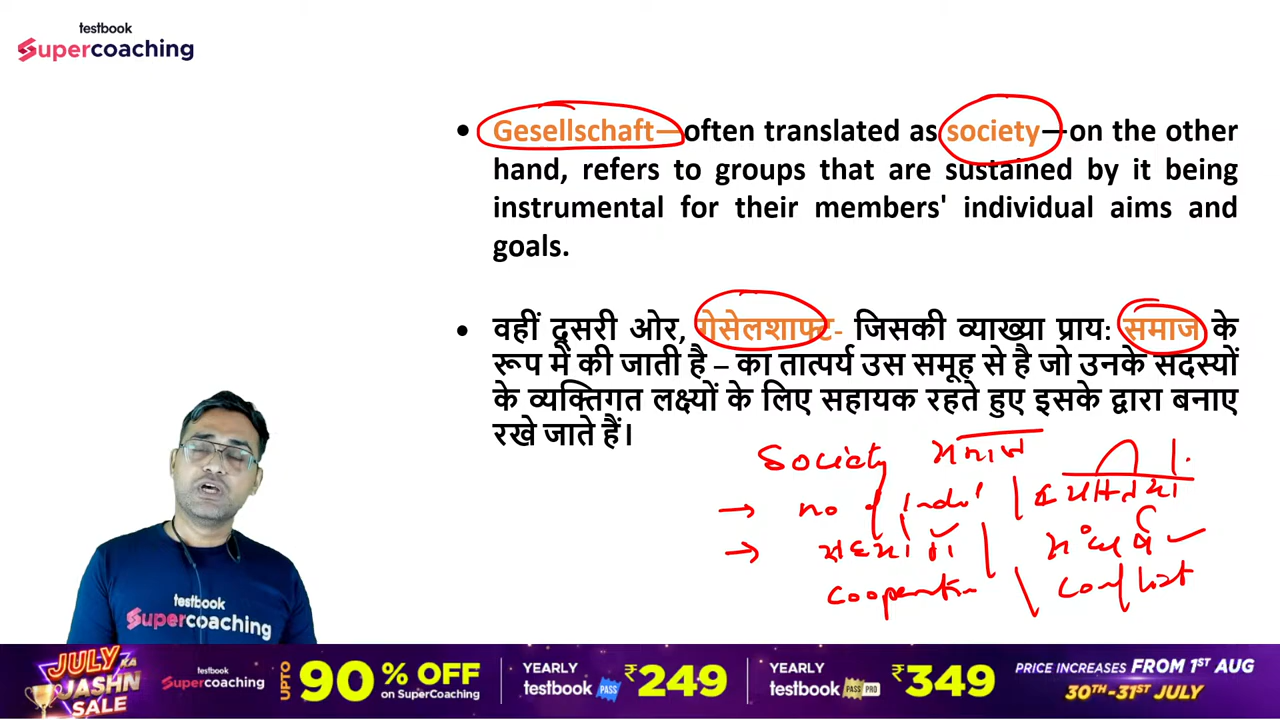 testbook
Supercoaching
• Gesellschaft—often translated as society—on the other
hand, refers to groups that are sustained by it being
instrumental for their members' individual aims and
goals.
• वहीं दूसरी ओर, गेसेलशाफ्ट- जिसकी व्याख्या प्राय: समाज के
रूप में की जाती है – का तात्पर्य उस समूह से है जो उनके सदस्यों
के व्यक्तिगत लक्ष्यों के लिए सहायक रहते हुए इसके द्वारा बनाए
रखे जाते हैं।
Society समाज
→ no of
→ संघर्ष
conflict
testbook
Supercoaching
JULY KA JASHN SALE
testbook Supercoaching
UPTO 90% OFF on SuperCoaching
YEARLY testbook PASS ₹249
YEARLY testbook PASS PRO ₹349
PRICE INCREASES FROM 1ST AUG
30TH-31ST JULY